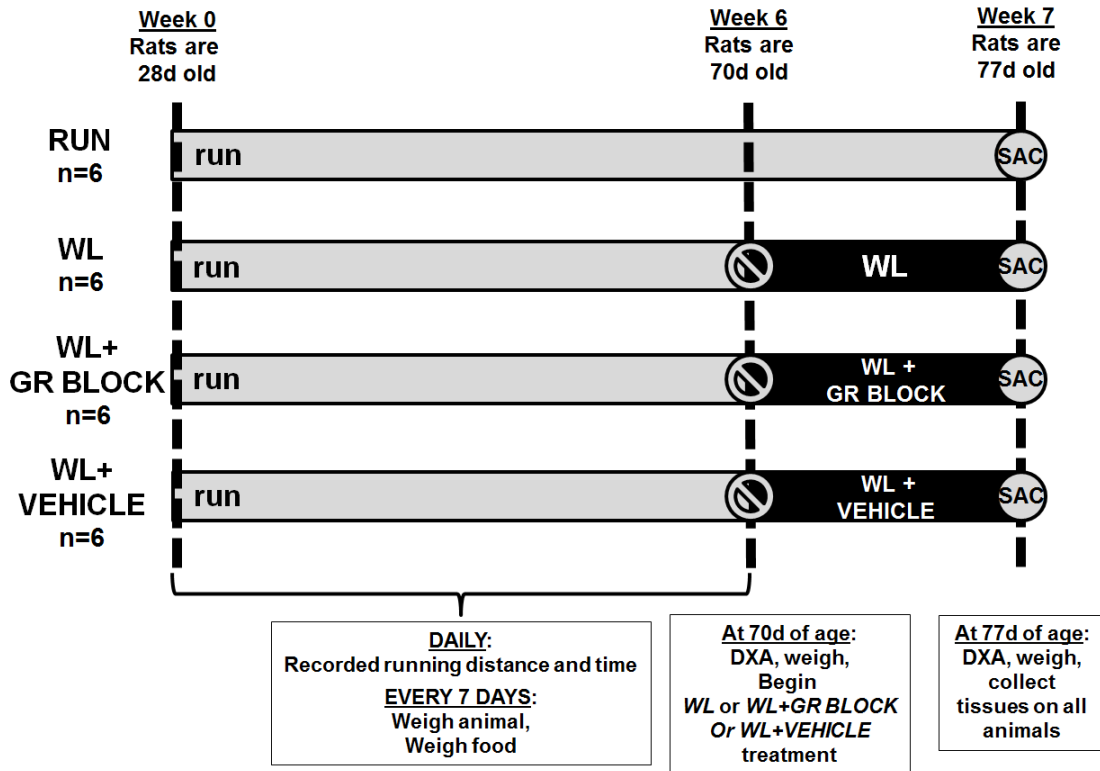 Week 0
Rats are
28d old
Week 6
Rats are
70d old
Week 7
Rats are
77d old
RUN
n=6
run
SAC
WL
n=6
run
WL
SAC
WL+
GR BLOCK
n=6
run
WL +
GR BLOCK
SAC
WL+
VEHICLE
n=6
run
WL +
VEHICLE
SAC
DAILY:
Recorded running distance and time
EVERY 7 DAYS:
Weigh animal,
Weigh food
At 70d of age:
DXA, weigh,
Begin
WL or WL+GR BLOCK
Or WL+VEHICLE
treatment
At 77d of age:
DXA, weigh,
collect
tissues on all
animals